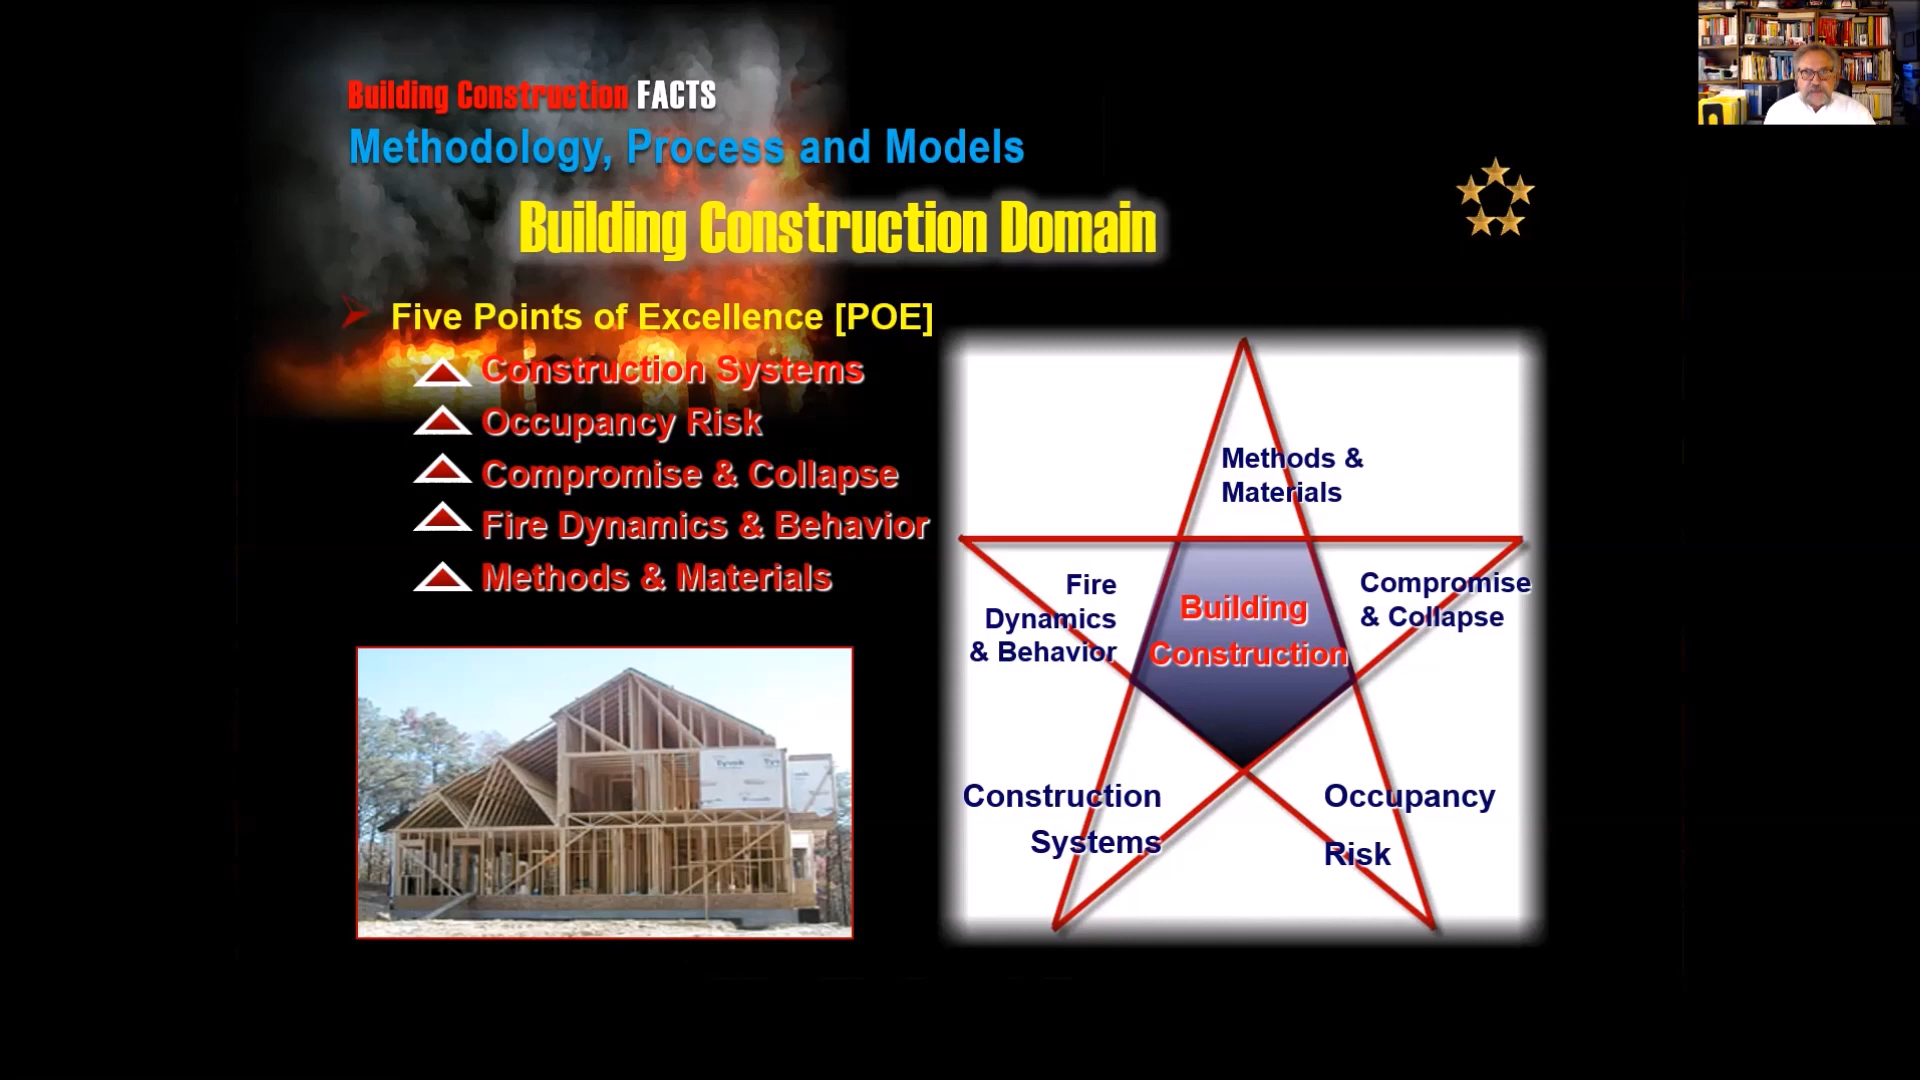 Building Construction FACTS
Methodology, Process and Models
Building Construction Domain
Five Points of Excellence [POE]
Construction Systems
Occupancy Risk
Compromise & Collapse
Fire Dynamics & Behavior
Methods & Materials
Methods &
Materials
Fire
Dynamics
& Behavior
Building
Construction
Compromise
& Collapse
Construction
Systems
Occupancy
Risk
Tyvek